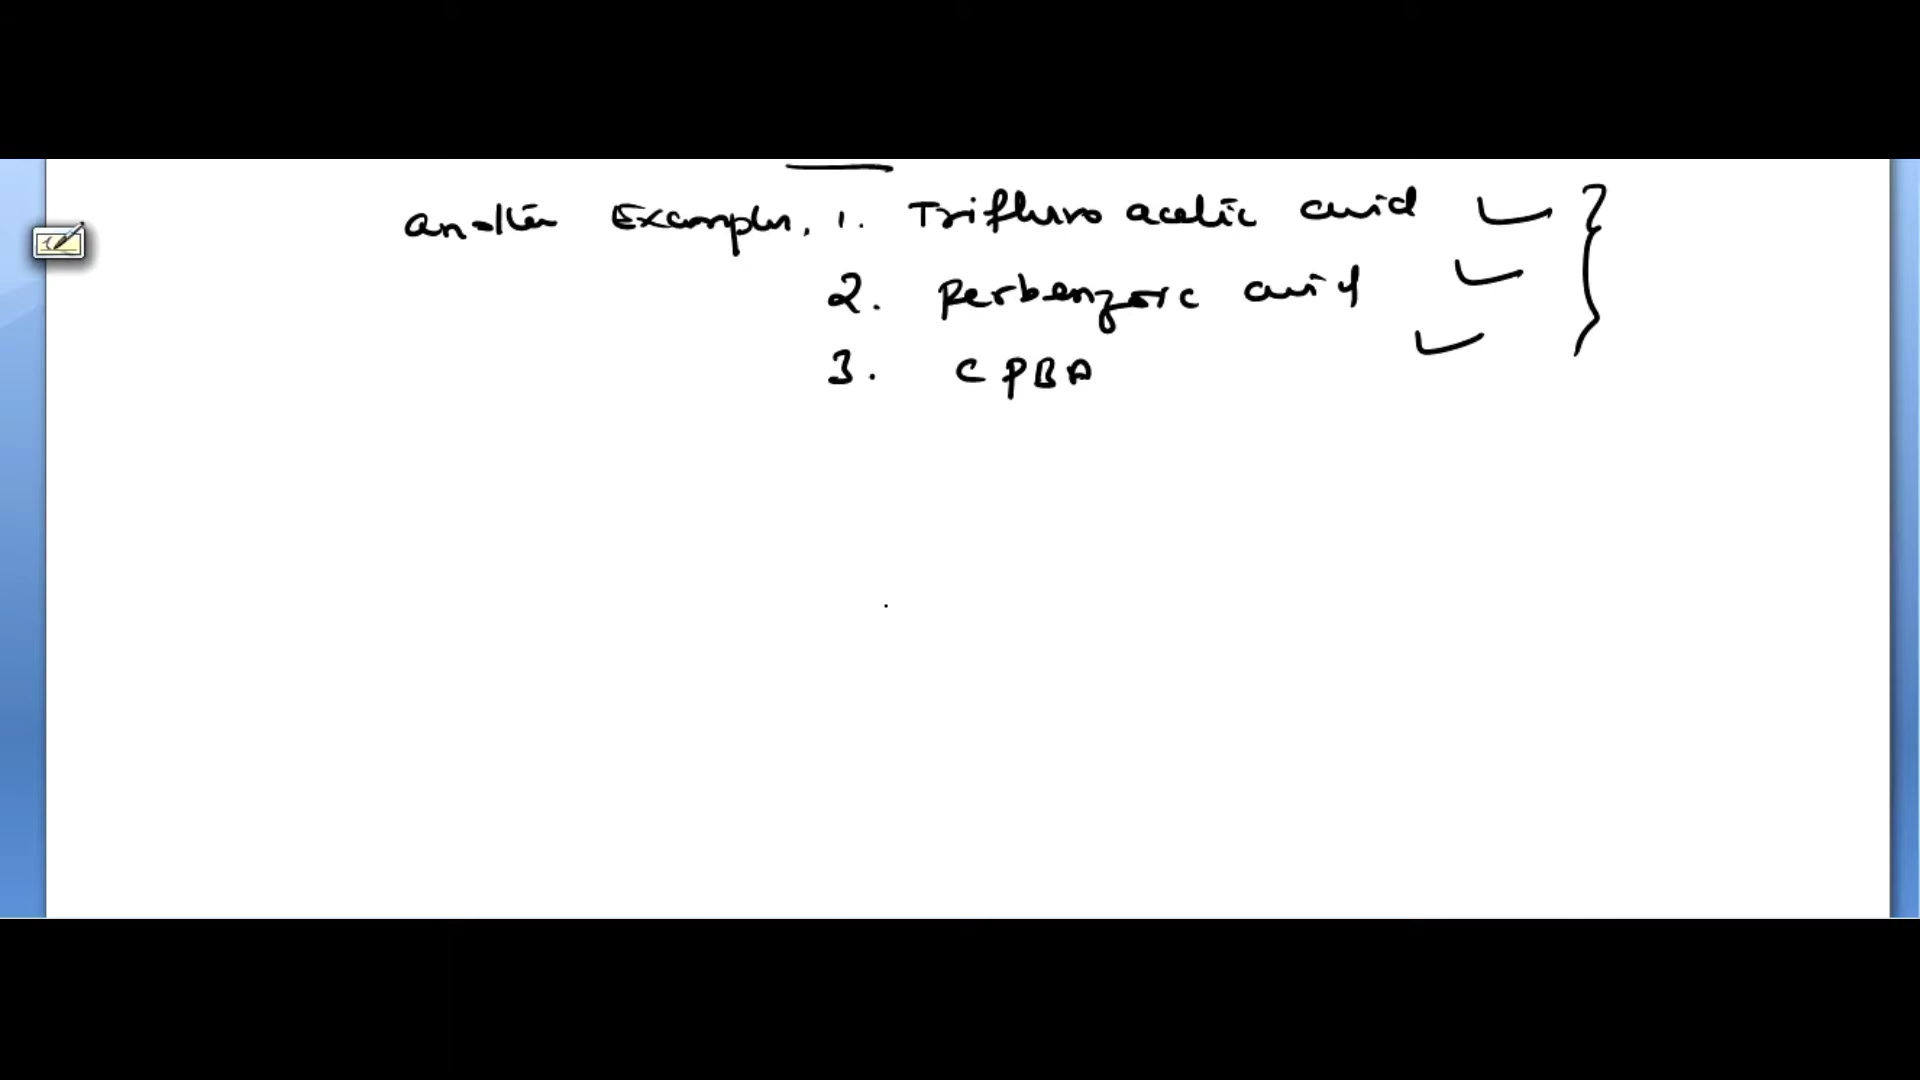 another Examples, 1. Trifluro acetic acid
2. Perbenzoic acid
3. CPBA